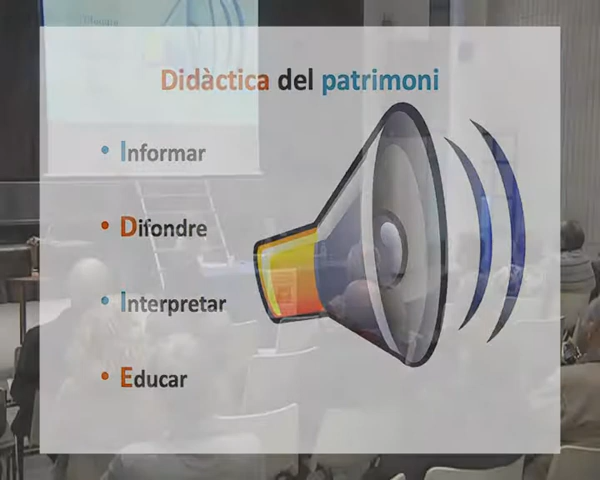 Didàctica del patrimoni
• Informar
• Difondre
• Interpretar
• Educar